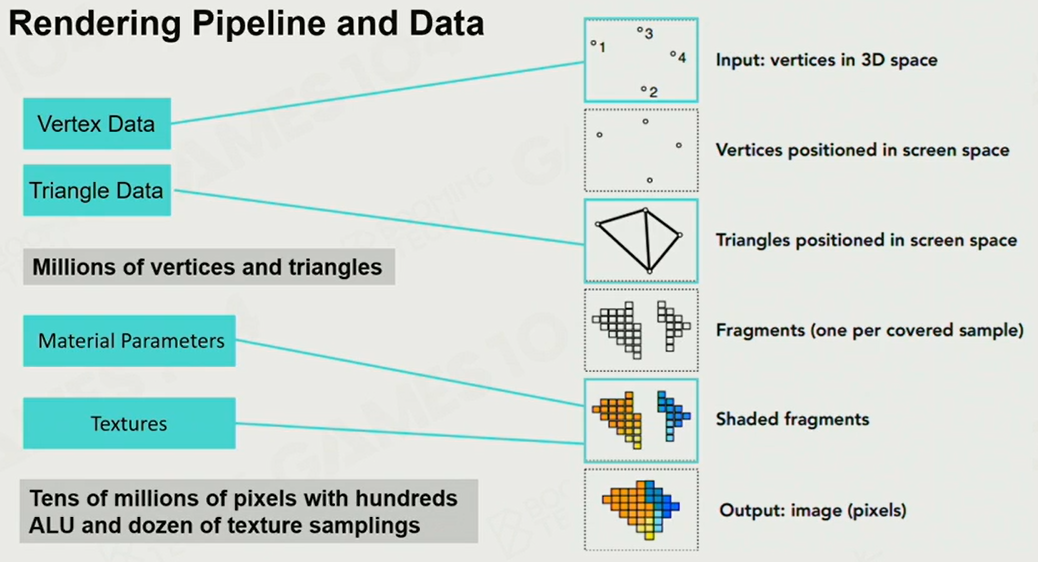 Rendering Pipeline and Data
1
3
4
2
Input: vertices in 3D space
Vertex Data
Vertices positioned in screen space
Triangle Data
Triangles positioned in screen space
Millions of vertices and triangles
Fragments (one per covered sample)
Material Parameters
Textures
Shaded fragments
Tens of millions of pixels with hundreds
ALU and dozen of texture samplings
Output: image (pixels)